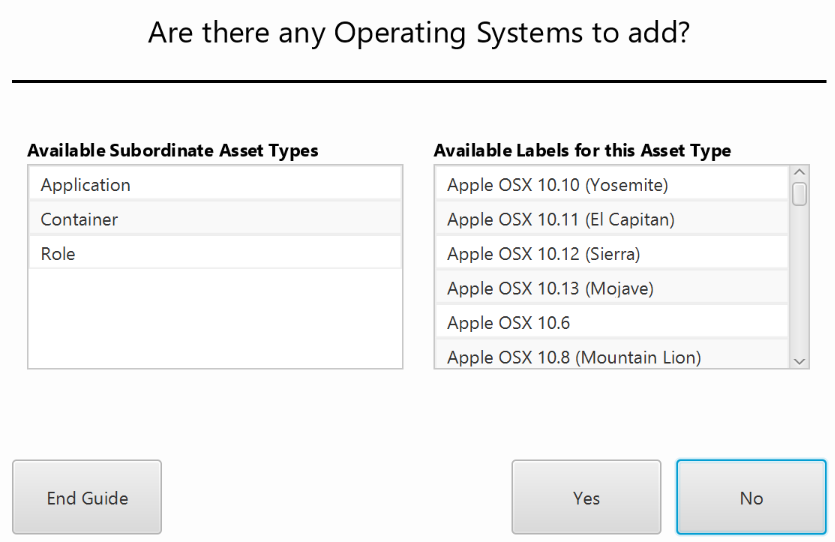 Are there any Operating Systems to add?
Available Subordinate Asset Types
Application
Container
Role
Available Labels for this Asset Type
Apple OSX 10.10 (Yosemite)
Apple OSX 10.11 (El Capitan)
Apple OSX 10.12 (Sierra)
Apple OSX 10.13 (Mojave)
Apple OSX 10.6
Apple OSX 10.8 (Mountain Lion)
End Guide
Yes
No